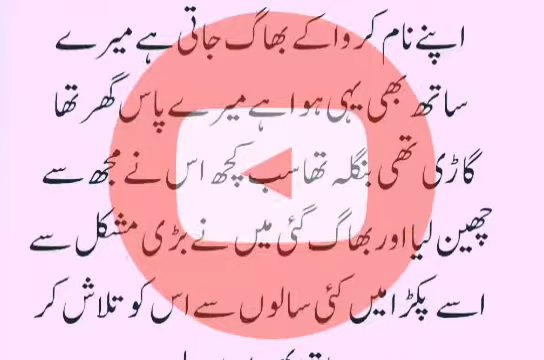 اپنے نام کروا کے بھاگ جاتی ہے میرے
ساتھ بھی یہی ہوا ہے میرے پاس گھر تھا
گاڑی تھی بنگلہ تھا سب کچھ اس نے مجھ سے
چھین لیا اور بھاگ گئی میں نے بڑی مشکل سے
اسے پکڑا میں کئی سالوں سے اس کو تلاش کر